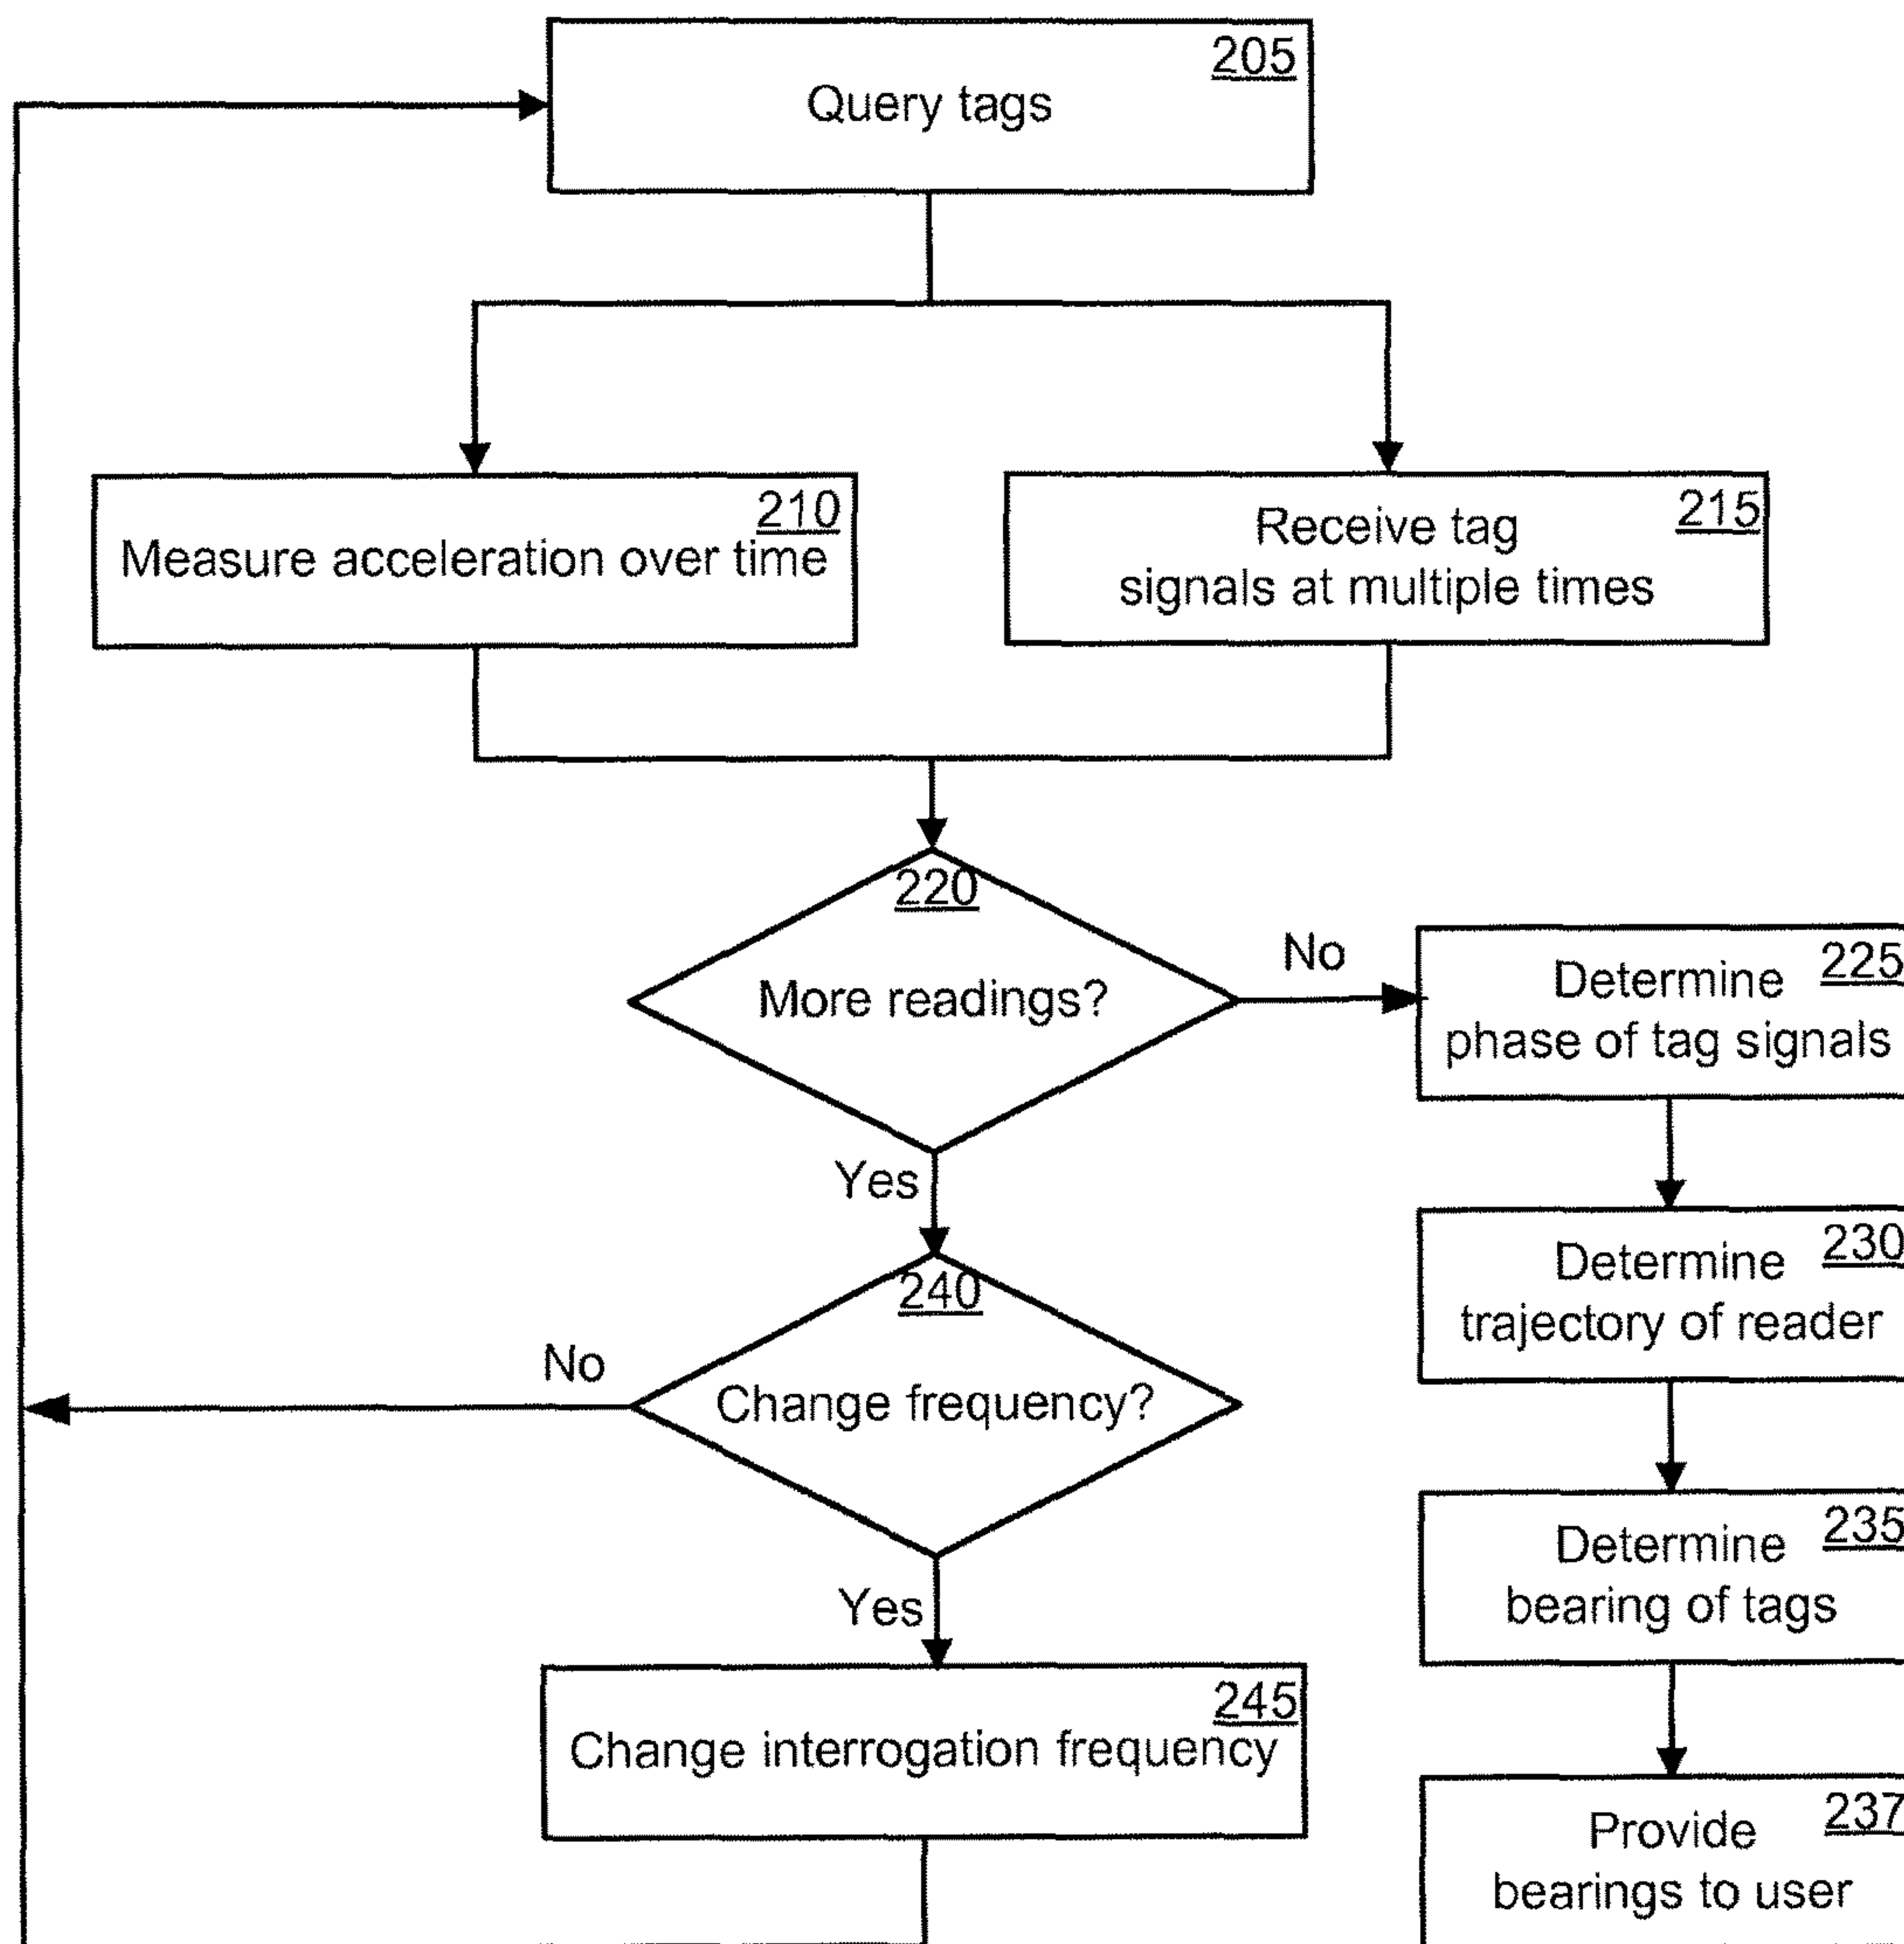 205
Query tags
210
Measure acceleration over time
215
Receive tag
signals at multiple times
220
More readings?
No
225
Determine
phase of tag signals
Yes
230
Determine
trajectory of reader
240
Change frequency?
No
235
Determine
bearing of tags
Yes
245
Change interrogation frequency
237
Provide
bearings to user